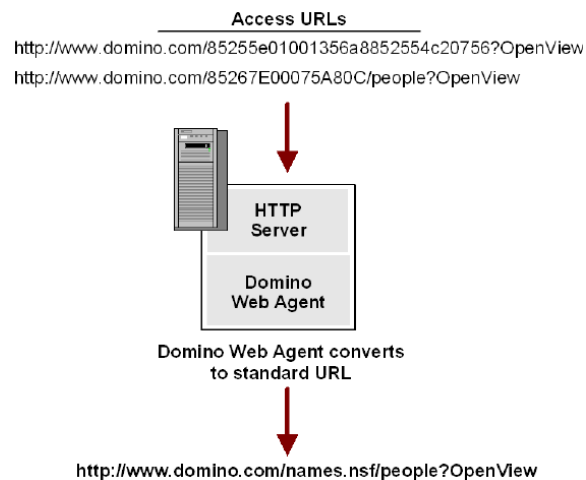 Access URLs
http://www.domino.com/85255e01001356a8852554c20756?OpenView
http://www.domino.com/85267E00075A80C/people?OpenView
HTTP
Server
Domino
Web Agent
Domino Web Agent converts
to standard URL
http://www.domino.com/names.nsf/people?OpenView